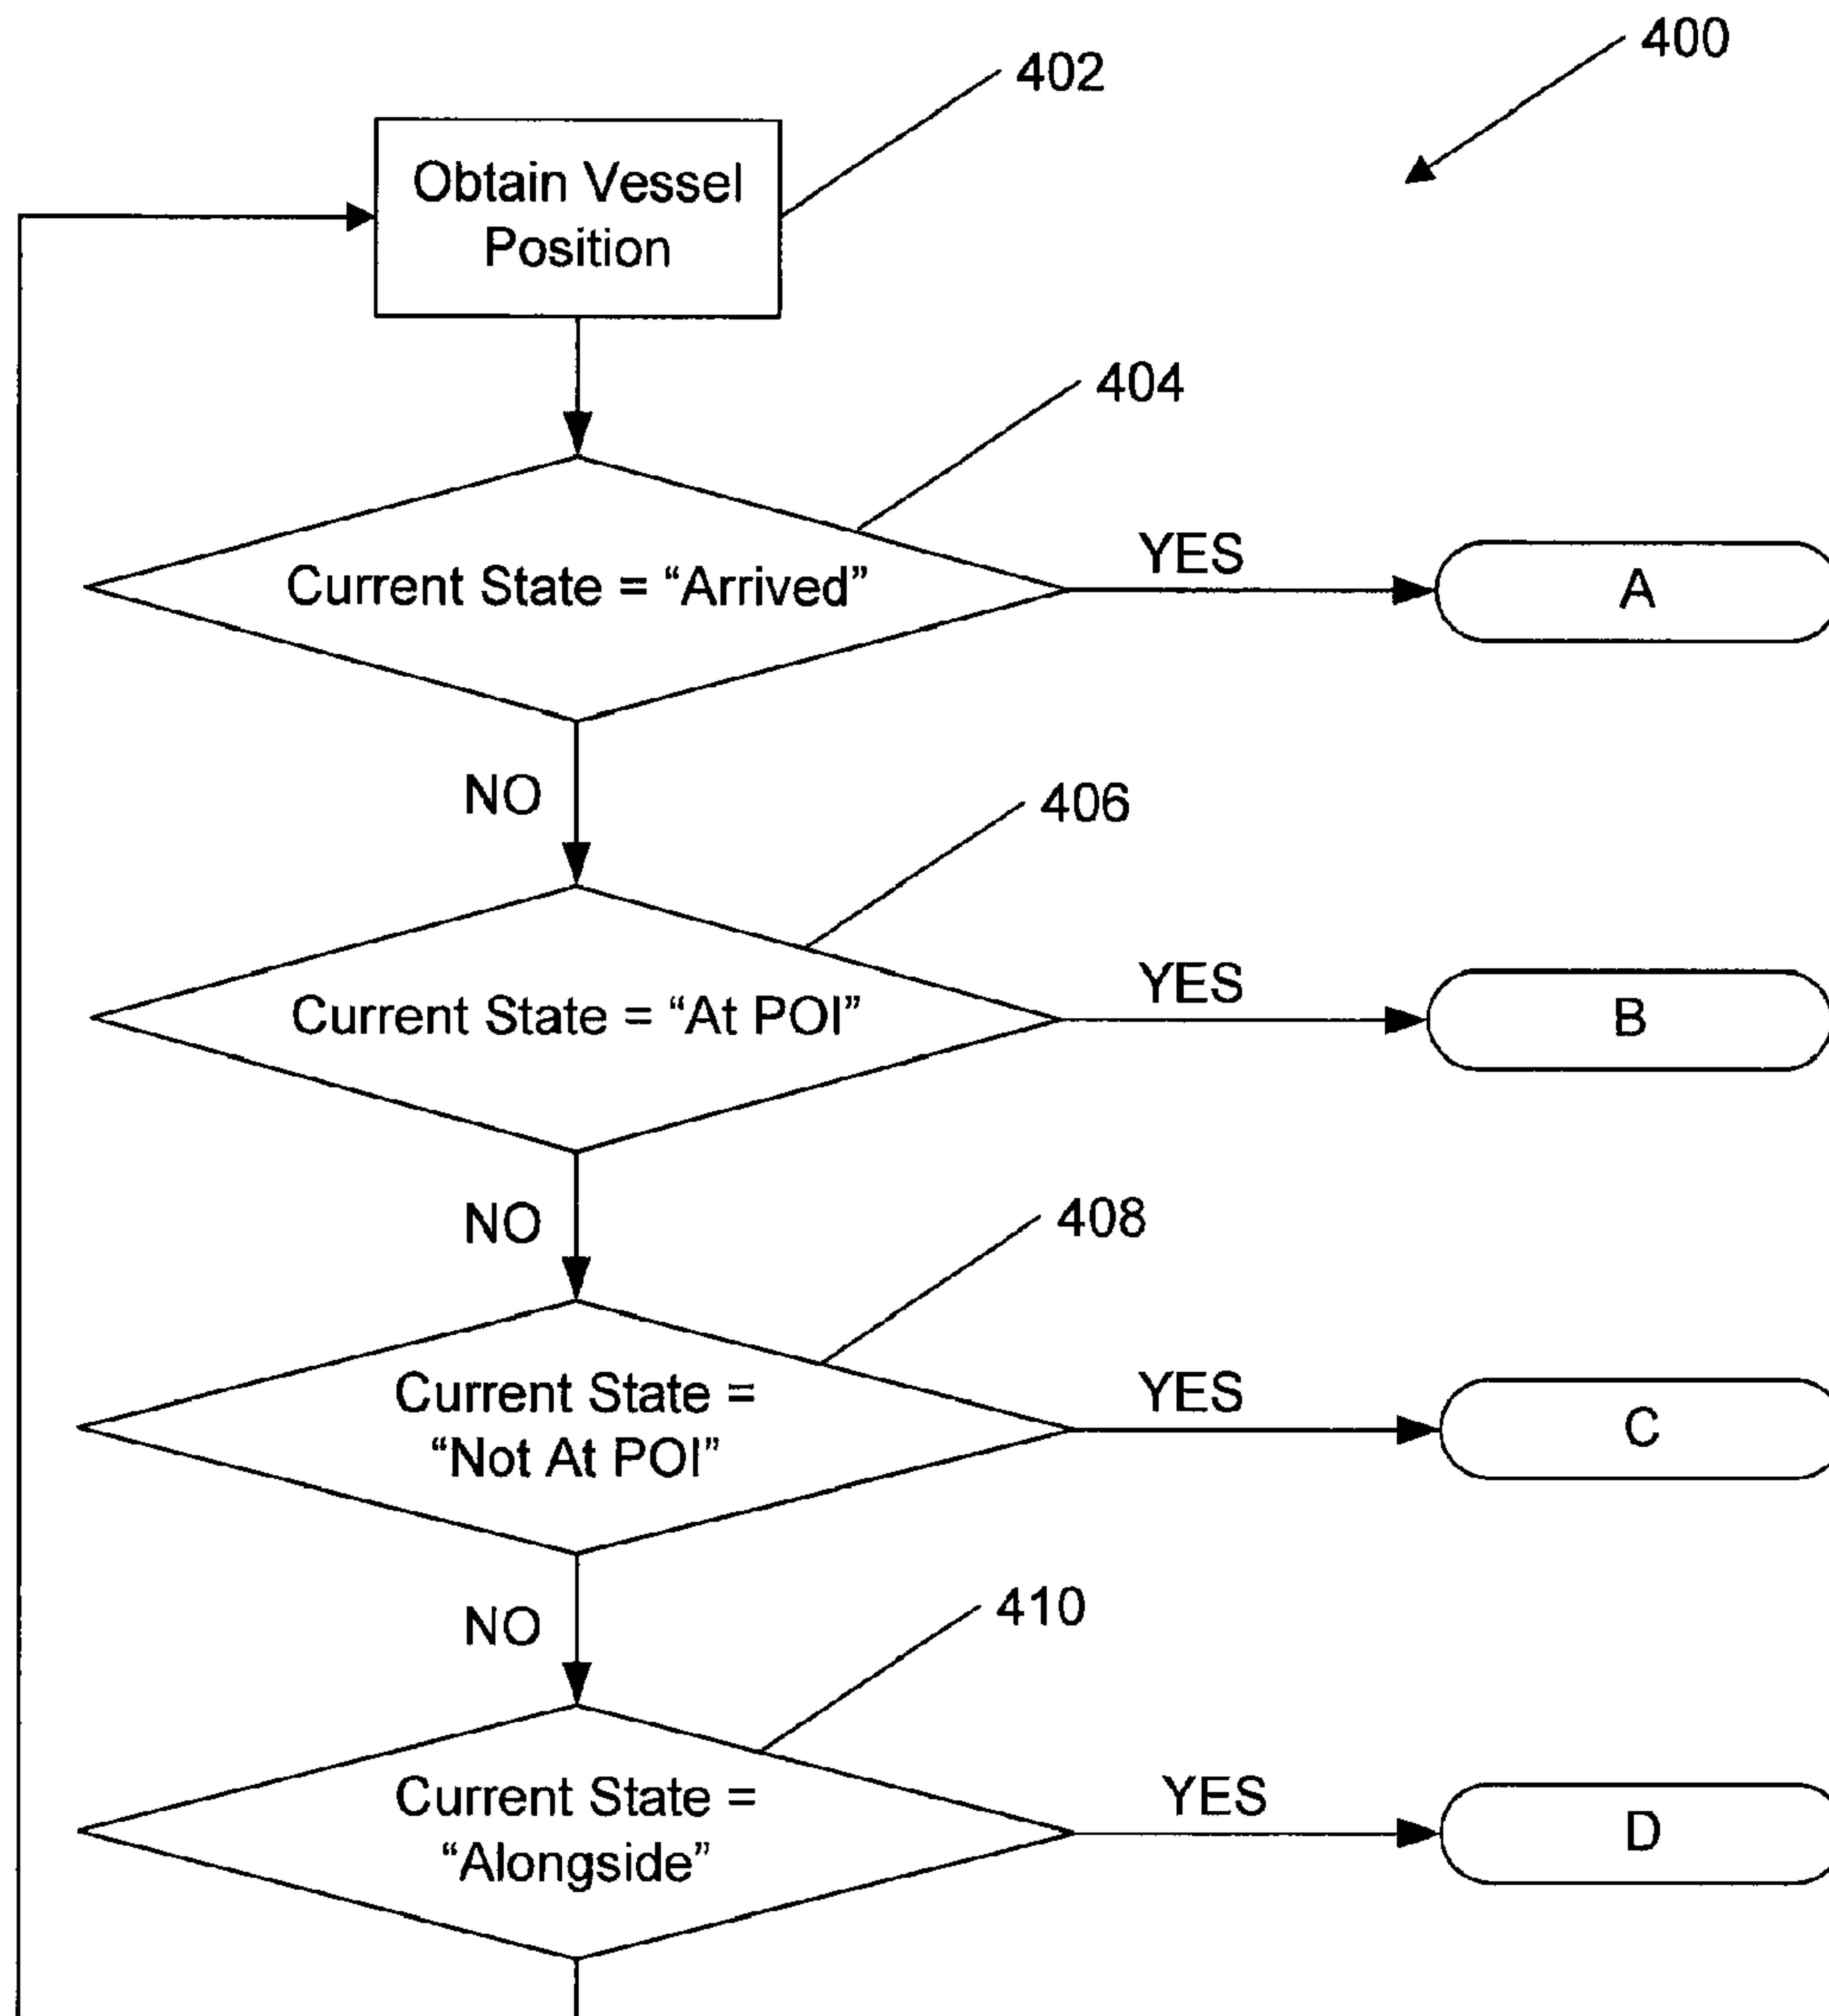 400
402
Obtain Vessel
Position
404
Current State = “Arrived”
YES
A
NO
406
Current State = “At POI”
YES
B
NO
408
Current State =
“Not At POI”
YES
C
NO
410
Current State =
“Alongside”
YES
D